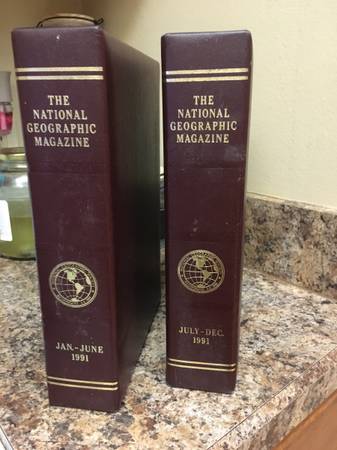 THE
NATIONAL
GEOGRAPHIC
MAGAZINE
JAN.–JUNE
1991
THE
NATIONAL
GEOGRAPHIC
MAGAZINE
JULY–DEC.
1991